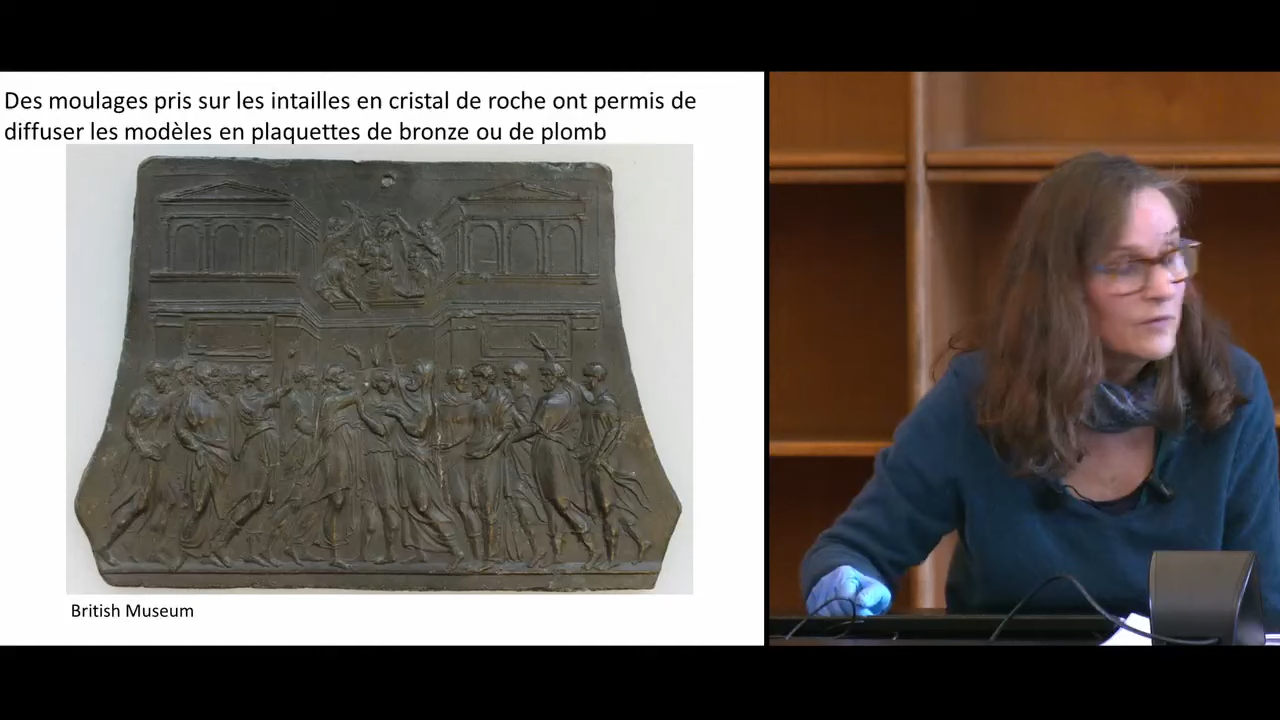 Des moulages pris sur les intailles en cristal de roche ont permis de
diffuser les modèles en plaquettes de bronze ou de plomb
British Museum